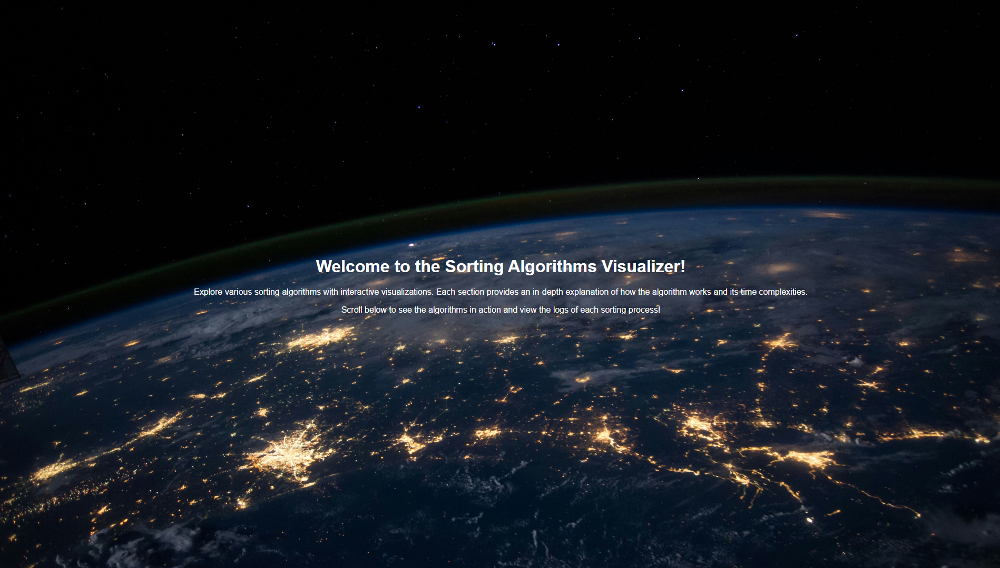 Welcome to the Sorting Algorithms Visualizer!
Explore various sorting algorithms with interactive visualizations. Each section provides an in-depth explanation of how the algorithm works and its time complexities.
Scroll below to see the algorithms in action and view the logs of each sorting process!